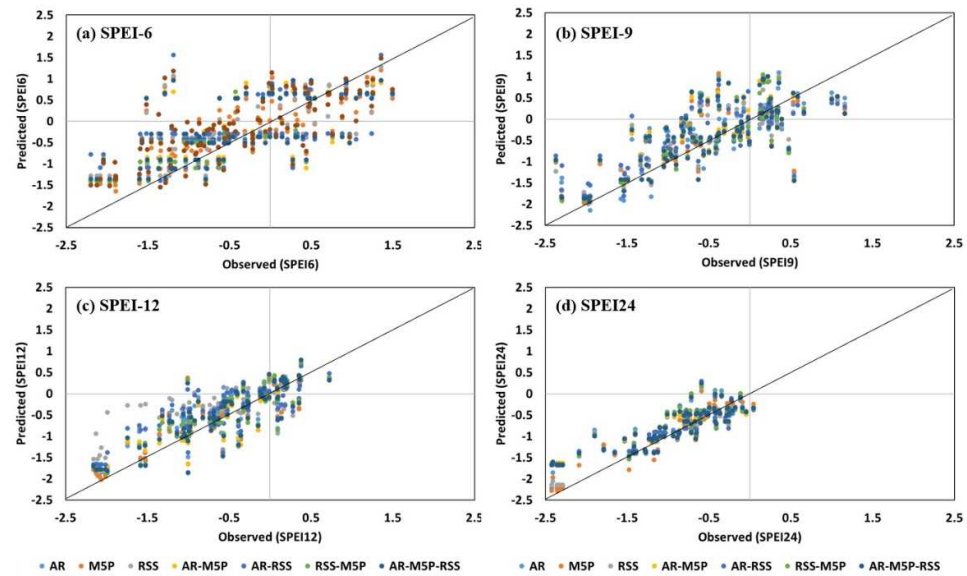 (a) SPEI-6
2.5
2
1.5
1
0.5
0
-0.5
-1
-1.5
-2
-2.5
Predicted (SPEI6)
-2.5 -1.5 -0.5 0.5 1.5 2.5
Observed (SPEI6)
(b) SPEI-9
2.5
2
1.5
1
0.5
0
-0.5
-1
-1.5
-2
-2.5
Pedicted (SPEI9)
-2.5 -1.5 -0.5 0.5 1.5 2.5
Observed (SPEI9)
(c) SPEI-12
2.5
2
1.5
1
0.5
0
-0.5
-1
-1.5
-2
-2.5
Predicted (SPEI12)
-2.5 -1.5 -0.5 0.5 1.5 2.5
Observed (SPEI12)
(d) SPEI24
2.5
2
1.5
1
0.5
0
-0.5
-1
-1.5
-2
-2.5
Predicted (SPEI24)
-2.5 -1.5 -0.5 0.5 1.5 2.5
Observed (SPEI24)
AR M5P RSS AR-M5P AR-RSS RSS-M5P AR-M5P-RSS
AR M5P RSS AR-M5P AR-RSS RSS-M5P AR-M5P-RSS